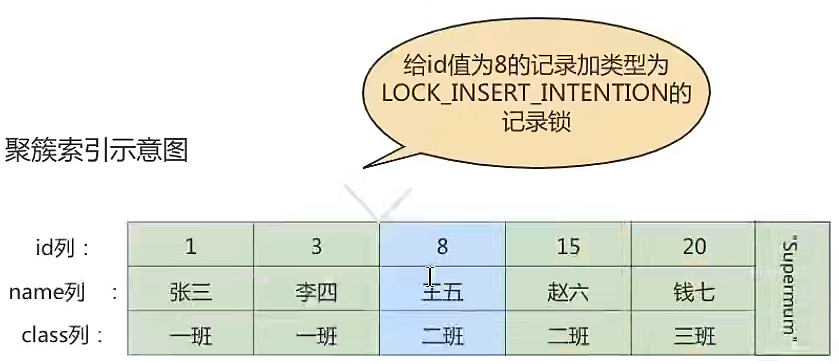 给id值为8的记录加类型为
LOCK_INSERT_INTENTION的
记录锁
聚簇索引示意图
id列： 1 3 8 15 20 "Supermum"
name列 ： 张三 李四 王五 赵六 钱七
class列： 一班 一班 二班 二班 三班